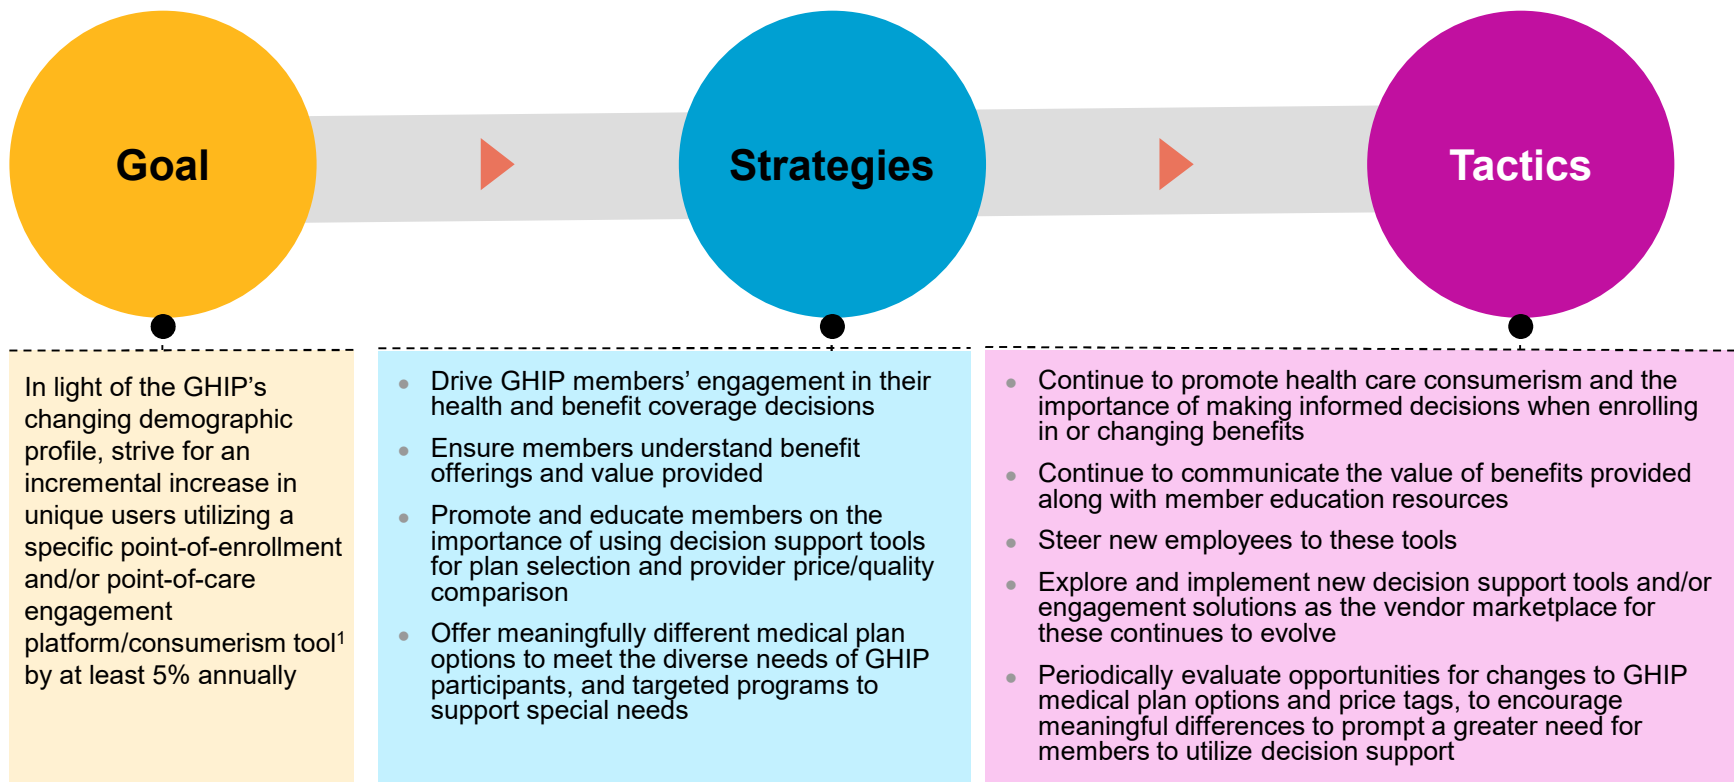 Goal
Strategies
Tactics
In light of the GHIP’s
changing demographic
profile, strive for an
incremental increase in
unique users utilizing a
specific point-of-enrollment
and/or point-of-care
engagement
platform/consumerism tool¹
by at least 5% annually
• Drive GHIP members’ engagement in their
health and benefit coverage decisions
• Ensure members understand benefit
offerings and value provided
• Promote and educate members on the
importance of using decision support tools
for plan selection and provider price/quality
comparison
• Offer meaningfully different medical plan
options to meet the diverse needs of GHIP
participants, and targeted programs to
support special needs
• Continue to promote health care consumerism and the
importance of making informed decisions when enrolling
in or changing benefits
• Continue to communicate the value of benefits provided
along with member education resources
• Steer new employees to these tools
• Explore and implement new decision support tools and/or
engagement solutions as the vendor marketplace for
these continues to evolve
• Periodically evaluate opportunities for changes to GHIP
medical plan options and price tags, to encourage
meaningful differences to prompt a greater need for
members to utilize decision support